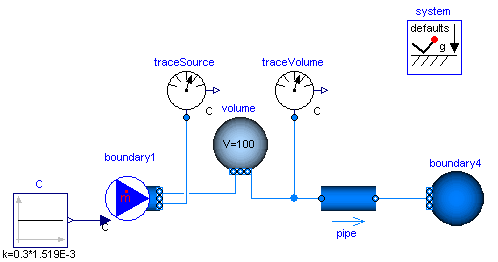 system
defaults
g
traceSource
traceVolume
C
C
volume
V=100
boundary1
boundary4
C
ṁ
C
pipe
k=0.3*1.519E-3